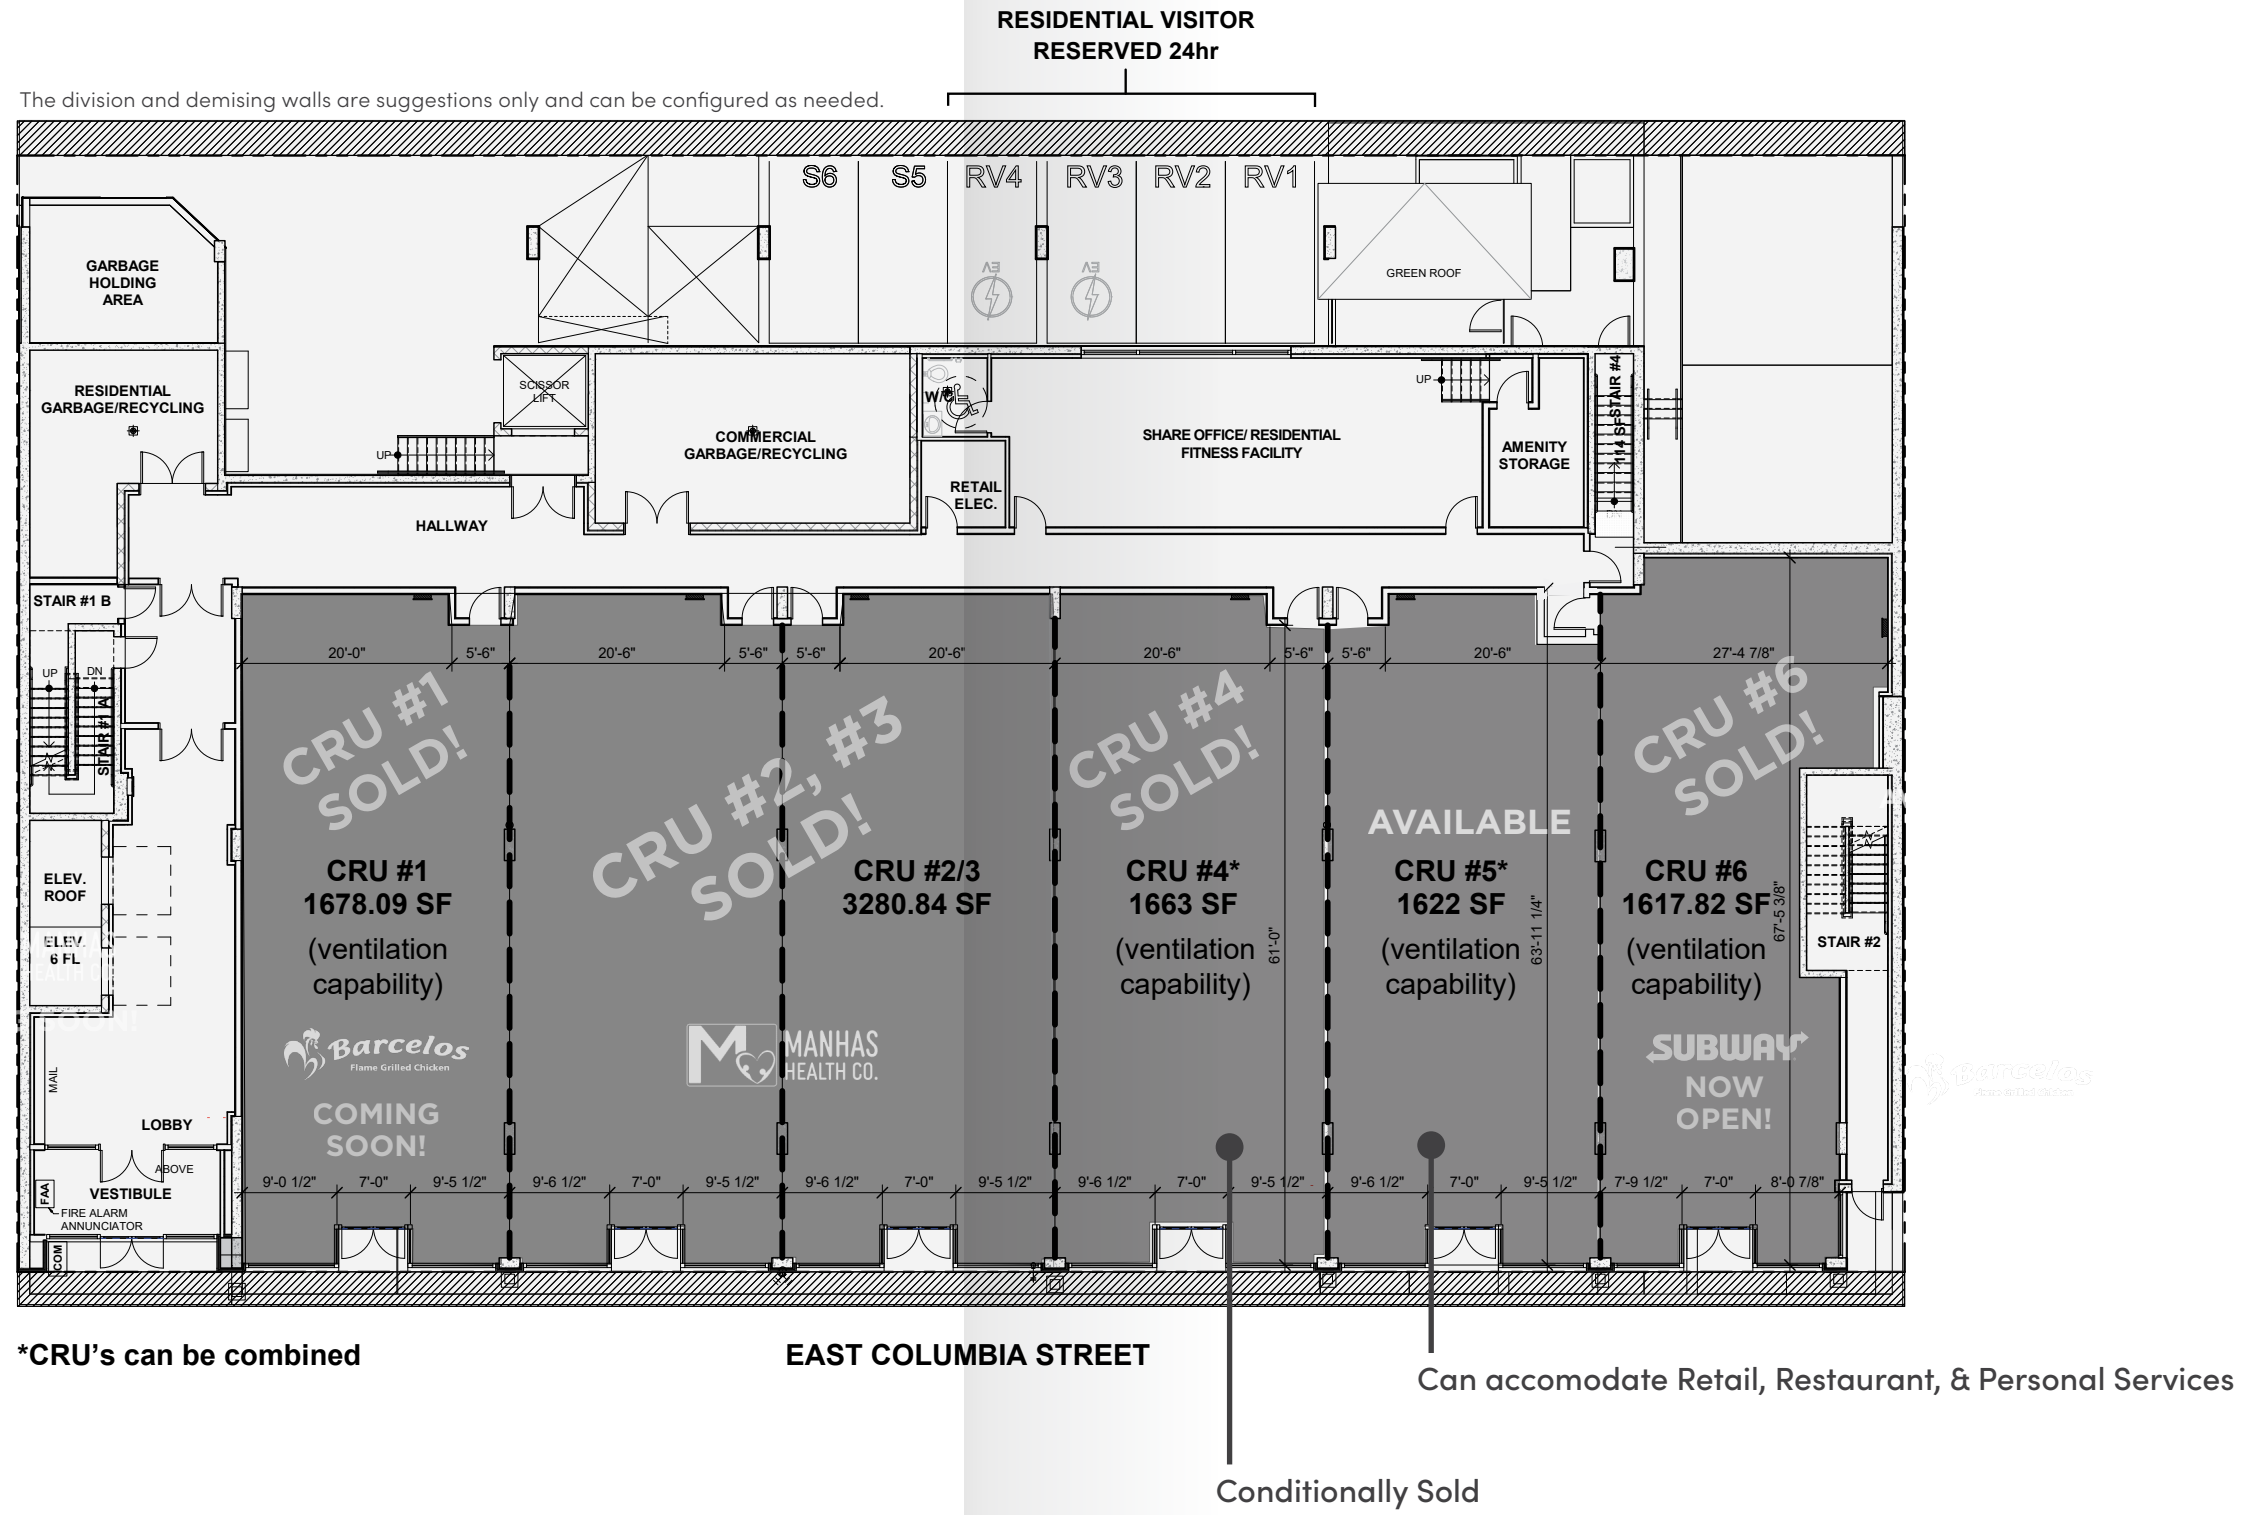 RESIDENTIAL VISITOR
RESERVED 24hr
The division and demising walls are suggestions only and can be configured as needed.
S6
S5
RV4
RV3
RV2
RV1
EV
EV
GREEN ROOF
GARBAGE
HOLDING
AREA
RESIDENTIAL
GARBAGE/RECYCLING
SCISSOR
LIFT
UP
COMMERCIAL
GARBAGE/RECYCLING
W/C
RETAIL
ELEC.
SHARE OFFICE/ RESIDENTIAL
FITNESS FACILITY
UP
AMENITY
STORAGE
STAIR #4
114 SF
HALLWAY
STAIR #1 B
UP
DN
STAIR #1 A
20'-0"
5'-6"
20'-6"
5'-6"
5'-6"
20'-6"
20'-6"
5'-6"
5'-6"
20'-6"
27'-4 7/8"
CRU #1
SOLD!
CRU #2, #3
SOLD!
CRU #4
SOLD!
AVAILABLE
CRU #6
SOLD!
CRU #1
1678.09 SF
(ventilation
capability)
CRU #2/3
3280.84 SF
CRU #4*
1663 SF
(ventilation
capability)
61'-0"
CRU #5*
1622 SF
(ventilation
capability)
63'-11 1/4"
CRU #6
1617.82 SF
(ventilation
capability)
67'-5 3/8"
STAIR #2
ELEV.
ROOF
ELEV.
6 FL
MANHAS
HEALTH CO.
SOON!
MAIL
LOBBY
ABOVE
VESTIBULE
FAA
FIRE ALARM
ANNUNCIATOR
COM
Barcelos
Flame Grilled Chicken
COMING
SOON!
MANHAS
HEALTH CO.
SUBWAY
NOW
OPEN!
Barcelos
9'-0 1/2"
7'-0"
9'-5 1/2"
9'-6 1/2"
7'-0"
9'-5 1/2"
9'-6 1/2"
7'-0"
9'-5 1/2"
9'-6 1/2"
7'-0"
9'-5 1/2"
9'-6 1/2"
7'-0"
9'-5 1/2"
7'-9 1/2"
7'-0"
8'-0 7/8"
*CRU's can be combined
EAST COLUMBIA STREET
Can accomodate Retail, Restaurant, & Personal Services
Conditionally Sold